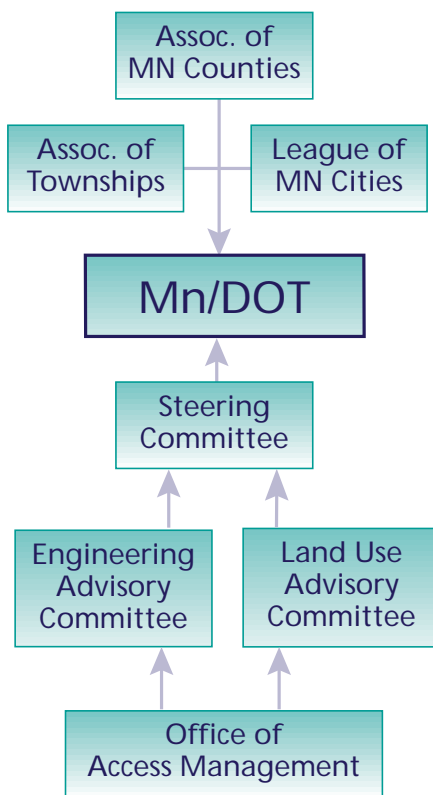 Assoc. of
MN Counties
Assoc. of
Townships
League of
MN Cities
Mn/DOT
Steering
Committee
Engineering
Advisory
Committee
Land Use
Advisory
Committee
Office of
Access Management